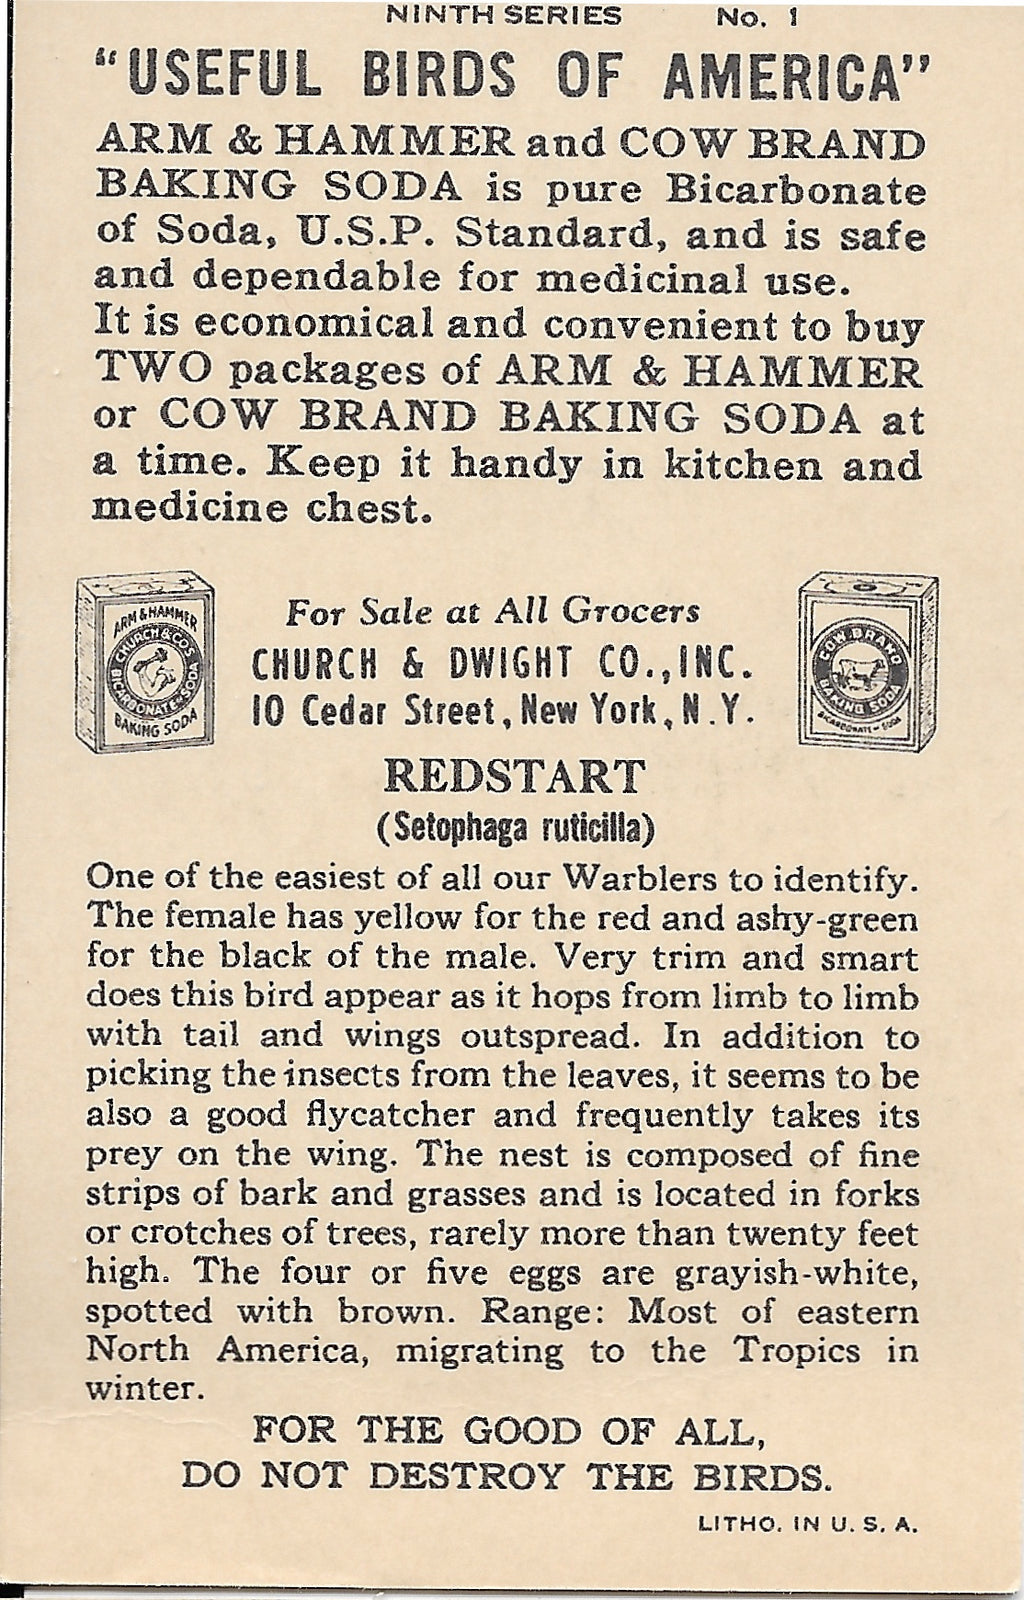 NINTH SERIES No. 1
"USEFUL BIRDS OF AMERICA"
ARM & HAMMER and COW BRAND
BAKING SODA is pure Bicarbonate
of Soda, U.S.P. Standard, and is safe
and dependable for medicinal use.
It is economical and convenient to buy
TWO packages of ARM & HAMMER
or COW BRAND BAKING SODA at
a time. Keep it handy in kitchen and
medicine chest.
ARM & HAMMER
CHURCH & CO'S
BICARBONATE-SODA
BAKING SODA
For Sale at All Grocers
CHURCH & DWIGHT CO., INC.
10 Cedar Street, New York, N.Y.
COW BRAND
BAKING SODA
BICARBONATE-SODA
REDSTART
(Setophaga ruticilla)
One of the easiest of all our Warblers to identify.
The female has yellow for the red and ashy-green
for the black of the male. Very trim and smart
does this bird appear as it hops from limb to limb
with tail and wings outspread. In addition to
picking the insects from the leaves, it seems to be
also a good flycatcher and frequently takes its
prey on the wing. The nest is composed of fine
strips of bark and grasses and is located in forks
or crotches of trees, rarely more than twenty feet
high. The four or five eggs are grayish-white,
spotted with brown. Range: Most of eastern
North America, migrating to the Tropics in
winter.
FOR THE GOOD OF ALL,
DO NOT DESTROY THE BIRDS.
LITHO. IN U. S. A.